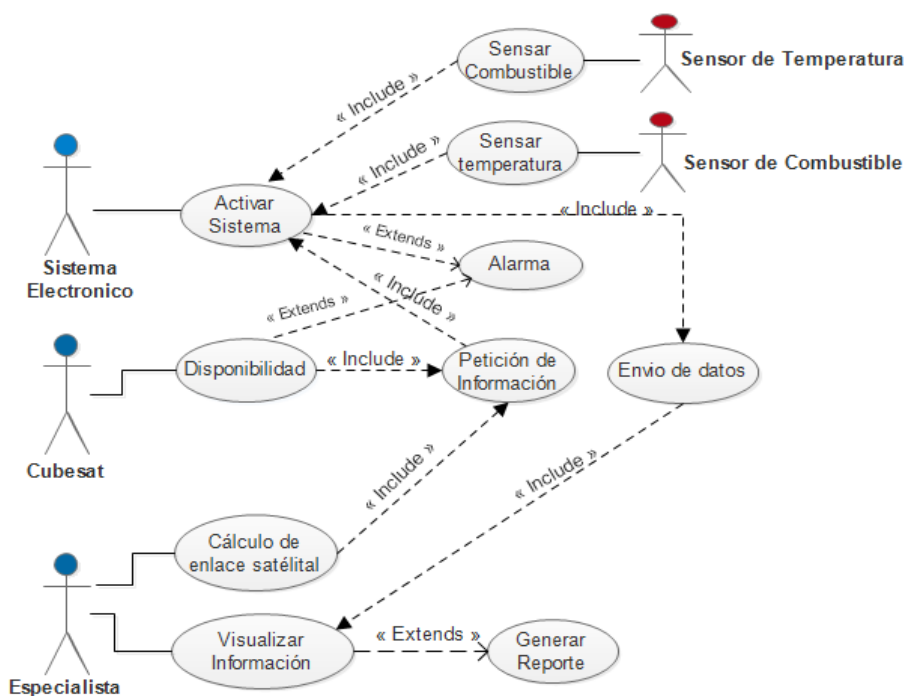 Sensar
Combustible
Sensor de Temperatura
« Include »
Sensar
temperatura
Sensor de Combustible
« Include »
Activar
Sistema
« Include »
Sistema
Electronico
« Extends »
Alarma
« Include »
« Extends »
Disponibilidad
« Include »
Petición de
Información
Envio de datos
Cubesat
« Include »
« Include »
Cálculo de
enlace satélital
Visualizar
Información
« Extends »
Generar
Reporte
Especialista